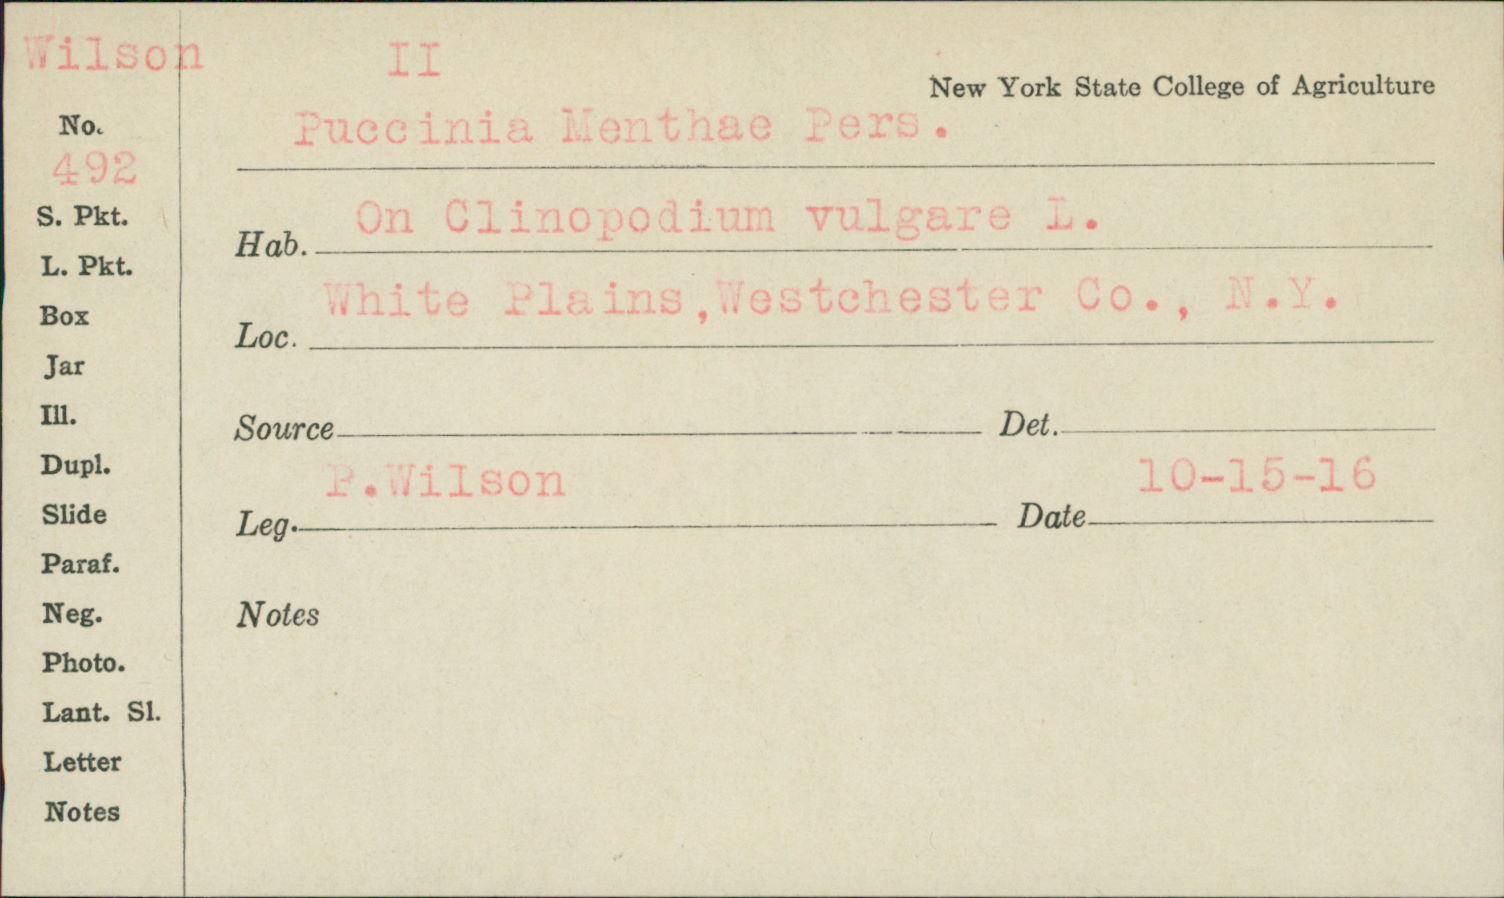 Wilson II
New York State College of Agriculture
No.
492
Puccinia Menthae Pers.
S. Pkt.
Hab. On Clinopodium vulgare L.
L. Pkt.
Box
Loc. White Plains,Westchester Co., N.Y.
Jar
Ill.
Source Det.
Dupl.
Slide
Leg. P.Wilson Date 10-15-16
Paraf.
Neg.
Notes
Photo.
Lant. Sl.
Letter
Notes